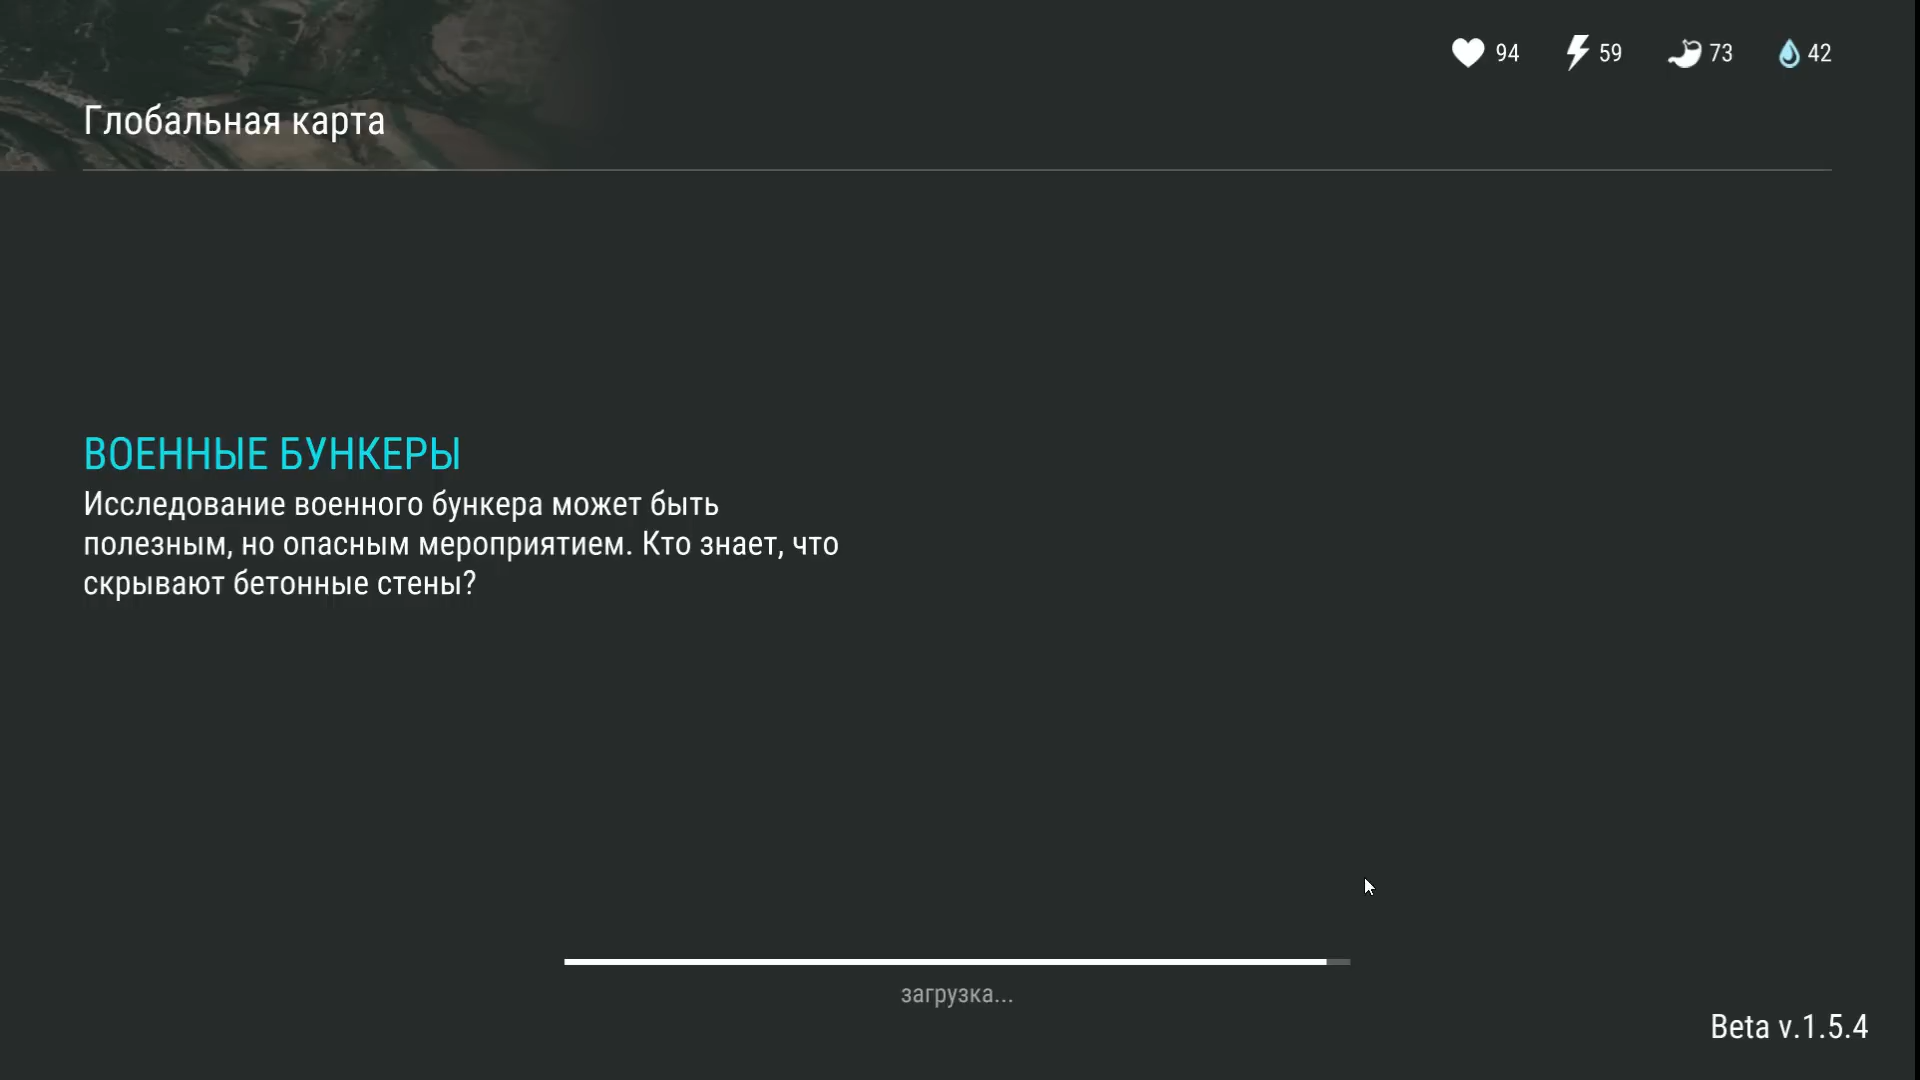 94 59 73 42
Глобальная карта
ВОЕННЫЕ БУНКЕРЫ
Исследование военного бункера может быть
полезным, но опасным мероприятием. Кто знает, что
скрывают бетонные стены?
загрузка...
Beta v.1.5.4